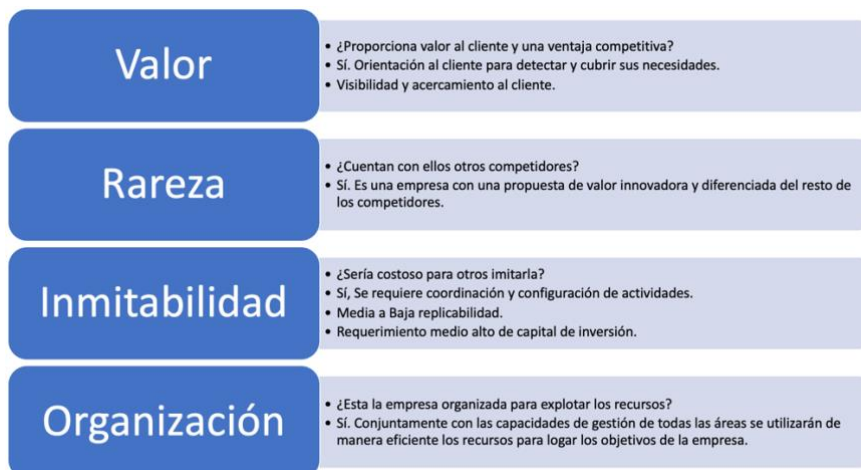 Valor
• ¿Proporciona valor al cliente y una ventaja competitiva?
• Sí. Orientación al cliente para detectar y cubrir sus necesidades.
• Visibilidad y acercamiento al cliente.
Rareza
• ¿Cuentan con ellos otros competidores?
• Sí. Es una empresa con una propuesta de valor innovadora y diferenciada del resto de
los competidores.
Inmitabilidad
• ¿Sería costoso para otros imitarla?
• Sí, Se requiere coordinación y configuración de actividades.
• Media a Baja replicabilidad.
• Requerimiento medio alto de capital de inversión.
Organización
• ¿Esta la empresa organizada para explotar los recursos?
• Sí. Conjuntamente con las capacidades de gestión de todas las áreas se utilizarán de
manera eficiente los recursos para logar los objetivos de la empresa.